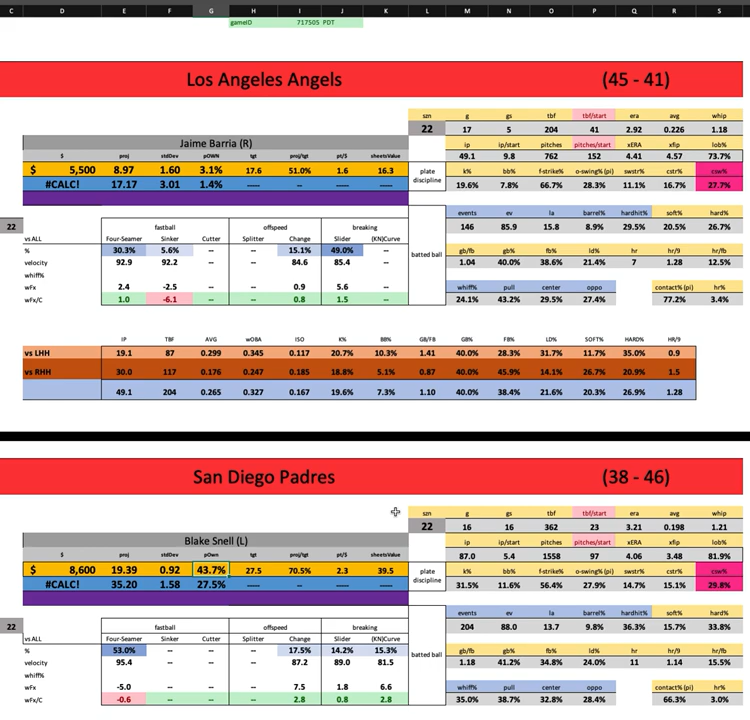 C D E F G H I J K L M N O P Q R S
gameID 717505 PDT
Los Angeles Angels (45 - 41)
szn g gs tbf tbf/start era avg whip
22 17 5 204 41 2.92 0.226 1.18
Jaime Barria (R) ip ip/start pitches pitches/start xERA xfip lob%
$ proj stdDev pOWN tgt proj/tgt pt/$ sheetsValue 49.1 9.8 762 152 4.41 4.57 73.7%
$ 5,500 8.97 1.60 3.1% 17.6 51.0% 1.6 16.3 plate discipline k% bb% f-strike% o-swing% (pi) swstr% cstr% csw%
#CALC! 17.17 3.01 1.4% ---- -- ---- ---- 19.6% 7.8% 66.7% 28.3% 11.1% 16.7% 27.7%
22 fastball offspeed breaking events ev la barrel% hardhit% soft% hard%
vs ALL Four-Seamer Sinker Cutter Splitter Change Slider (KN)Curve batted ball 146 85.9 15.8 8.9% 29.5% 20.5% 26.7%
% 30.3% 5.6% -- -- 15.1% 49.0% -- gb/fb gb% fb% ld% hr hr/9 hr/fb
velocity 92.9 92.2 -- -- 84.6 85.4 -- 1.04 40.0% 38.6% 21.4% 7 1.28 12.5%
whiff%
wFx 2.4 -2.5 -- -- 0.9 5.6 -- whiff% pull center oppo contact% (pi) hr%
wFx/C 1.0 -6.1 -- -- 0.8 1.5 -- 24.1% 43.2% 29.5% 27.4% 77.2% 3.4%
IP TBF AVG wOBA ISO K% BB% GB/FB GB% FB% LD% SOFT% HARD% HR/9
vs LHH 19.1 87 0.299 0.345 0.117 20.7% 10.3% 1.41 40.0% 28.3% 31.7% 11.7% 35.0% 0.9
vs RHH 30.0 117 0.176 0.247 0.185 18.8% 5.1% 0.87 40.0% 45.9% 14.1% 26.7% 20.9% 1.5
49.1 204 0.265 0.327 0.167 19.6% 7.3% 1.10 40.0% 38.4% 21.6% 20.3% 26.9% 1.28
San Diego Padres (38 - 46)
szn g gs tbf tbf/start era avg whip
22 16 16 362 23 3.21 0.198 1.21
Blake Snell (L) ip ip/start pitches pitches/start xERA xfip lob%
$ proj stdDev pOwn tgt proj/tgt pt/$ sheetsValue 87.0 5.4 1558 97 4.06 3.48 81.9%
$ 8,600 19.39 0.92 43.7% 27.5 70.5% 2.3 39.5 plate discipline k% bb% f-strike% o-swing% (pi) swstr% cstr% csw%
#CALC! 35.20 1.58 27.5% ---- -- ---- ---- 31.5% 11.6% 56.4% 27.9% 14.7% 15.1% 29.8%
22 fastball offspeed breaking events ev la barrel% hardhit% soft% hard%
vs ALL Four-Seamer Sinker Cutter Splitter Change Slider (KN)Curve batted ball 204 88.0 13.7 9.8% 36.3% 15.7% 33.8%
% 53.0% -- -- -- 17.5% 14.2% 15.3% gb/fb gb% fb% ld% hr hr/9 hr/fb
velocity 95.4 -- -- -- 87.2 89.0 81.5 1.18 41.2% 34.8% 24.0% 11 1.14 15.5%
whiff%
wFx -5.0 -- -- -- 7.5 1.8 6.6 whiff% pull center oppo contact% (pi) hr%
wFx/C -0.6 -- -- -- 2.8 0.8 2.8 35.0% 38.7% 32.8% 28.4% 66.3% 3.0%